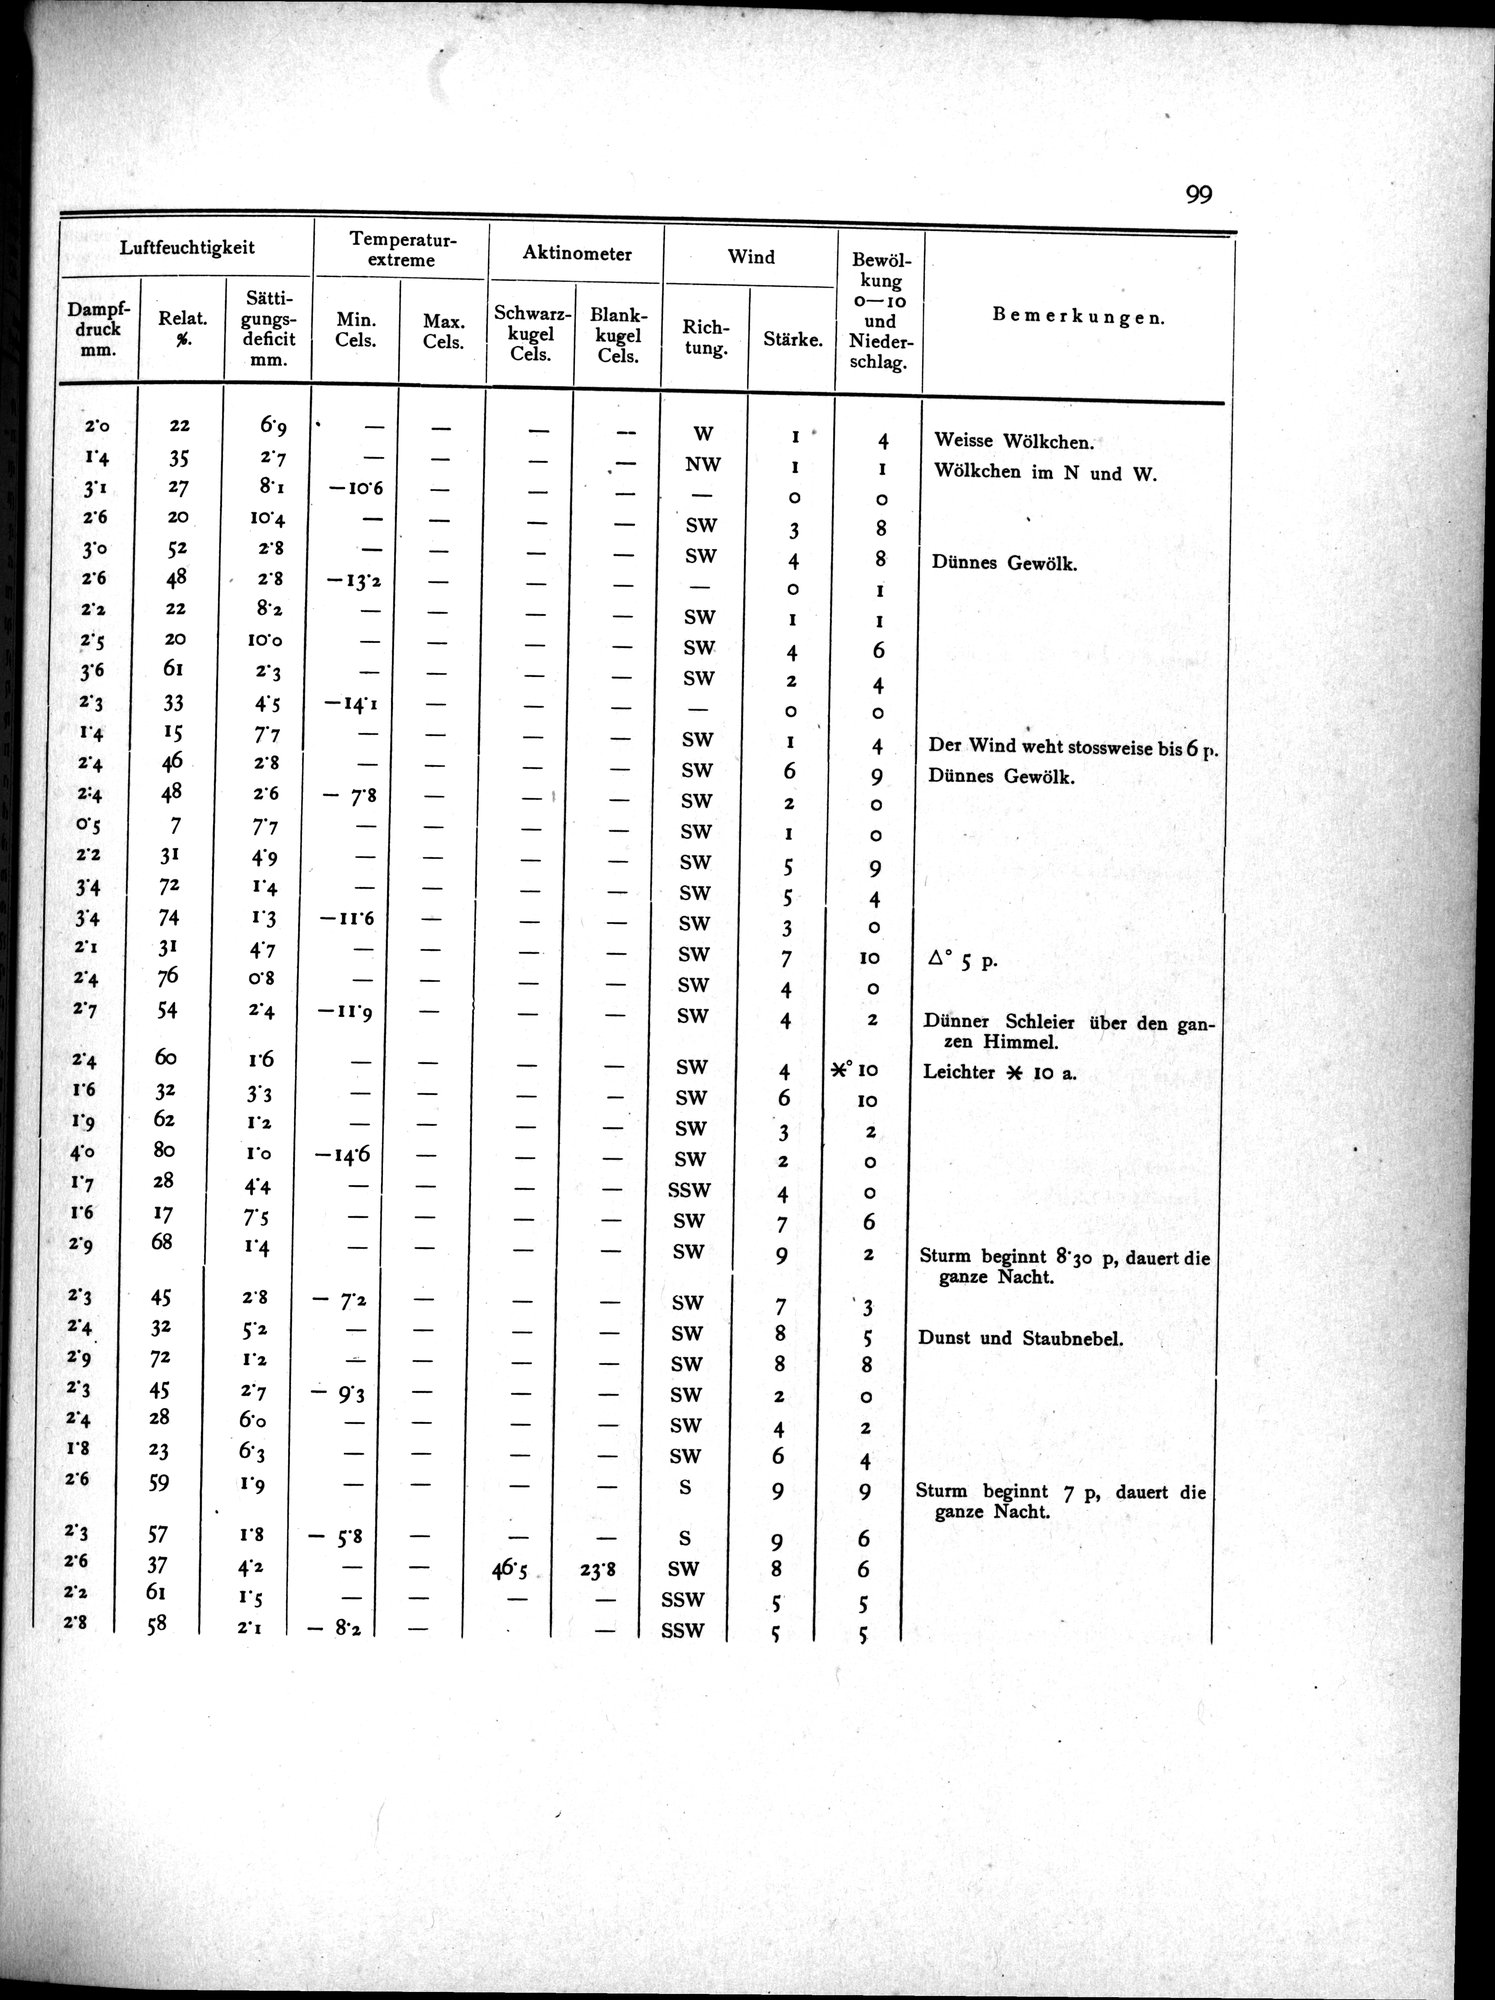 99
Luftfeuchtigkeit | Temperatur-extreme | Aktinometer | Wind | Bewöl-kung 0—10 und Nieder-schlag. | Bemerkungen.
Dampf-druck mm. | Relat. %. | Sätti-gungs-deficit mm. | Min. Cels. | Max. Cels. | Schwarz-kugel Cels. | Blank-kugel Cels. | Rich-tung. | Stärke.
2·0 | 22 | 6·9 | — | — | — | — | W | 1 | 4 | Weisse Wölkchen.
1·4 | 35 | 2·7 | — | — | — | — | NW | 1 | 1 | Wölkchen im N und W.
3·1 | 27 | 8·1 | —10·6 | — | — | — | — | 0 | 0
2·6 | 20 | 10·4 | — | — | — | — | SW | 3 | 8
3·0 | 52 | 2·8 | — | — | — | — | SW | 4 | 8 | Dünnes Gewölk.
2·6 | 48 | 2·8 | —13·2 | — | — | — | — | 0 | 1
2·2 | 22 | 8·2 | — | — | — | — | SW | 1 | 1
2·5 | 20 | 10·0 | — | — | — | — | SW | 4 | 6
3·6 | 61 | 2·3 | — | — | — | — | SW | 2 | 4
2·3 | 33 | 4·5 | —14·1 | — | — | — | — | 0 | 0
1·4 | 15 | 7·7 | — | — | — | — | SW | 1 | 4 | Der Wind weht stossweise bis 6 p.
2·4 | 46 | 2·8 | — | — | — | — | SW | 6 | 9 | Dünnes Gewölk.
2·4 | 48 | 2·6 | — 7·8 | — | — | — | SW | 2 | 0
0·5 | 7 | 7·7 | — | — | — | — | SW | 1 | 0
2·2 | 31 | 4·9 | — | — | — | — | SW | 5 | 9
3·4 | 72 | 1·4 | — | — | — | — | SW | 5 | 4
3·4 | 74 | 1·3 | —11·6 | — | — | — | SW | 3 | 0
2·1 | 31 | 4·7 | — | — | — | — | SW | 7 | 10 | △° 5 p.
2·4 | 76 | 0·8 | — | — | — | — | SW | 4 | 0
2·7 | 54 | 2·4 | —11·9 | — | — | — | SW | 4 | 2 | Dünner Schleier über den gan-
zen Himmel.
2·4 | 60 | 1·6 | — | — | — | — | SW | 4 | ⚹° 10 | Leichter ⚹ 10 a.
1·6 | 32 | 3·3 | — | — | — | — | SW | 6 | 10
1·9 | 62 | 1·2 | — | — | — | — | SW | 3 | 2
4·0 | 80 | 1·0 | —14·6 | — | — | — | SW | 2 | 0
1·7 | 28 | 4·4 | — | — | — | — | SSW | 4 | 0
1·6 | 17 | 7·5 | — | — | — | — | SW | 7 | 6
2·9 | 68 | 1·4 | — | — | — | — | SW | 9 | 2 | Sturm beginnt 8·30 p, dauert die
ganze Nacht.
2·3 | 45 | 2·8 | — 7·2 | — | — | — | SW | 7 | 3
2·4 | 32 | 5·2 | — | — | — | — | SW | 8 | 5 | Dunst und Staubnebel.
2·9 | 72 | 1·2 | — | — | — | — | SW | 8 | 8
2·3 | 45 | 2·7 | — 9·3 | — | — | — | SW | 2 | 0
2·4 | 28 | 6·0 | — | — | — | — | SW | 4 | 2
1·8 | 23 | 6·3 | — | — | — | — | SW | 6 | 4
2·6 | 59 | 1·9 | — | — | — | — | S | 9 | 9 | Sturm beginnt 7 p, dauert die
ganze Nacht.
2·3 | 57 | 1·8 | — 5·8 | — | — | — | S | 9 | 6
2·6 | 37 | 4·2 | — | — | 46·5 | 23·8 | SW | 8 | 6
2·2 | 61 | 1·5 | — | — | — | — | SSW | 5 | 5
2·8 | 58 | 2·1 | — 8·2 | — | | — | SSW | 5 | 5